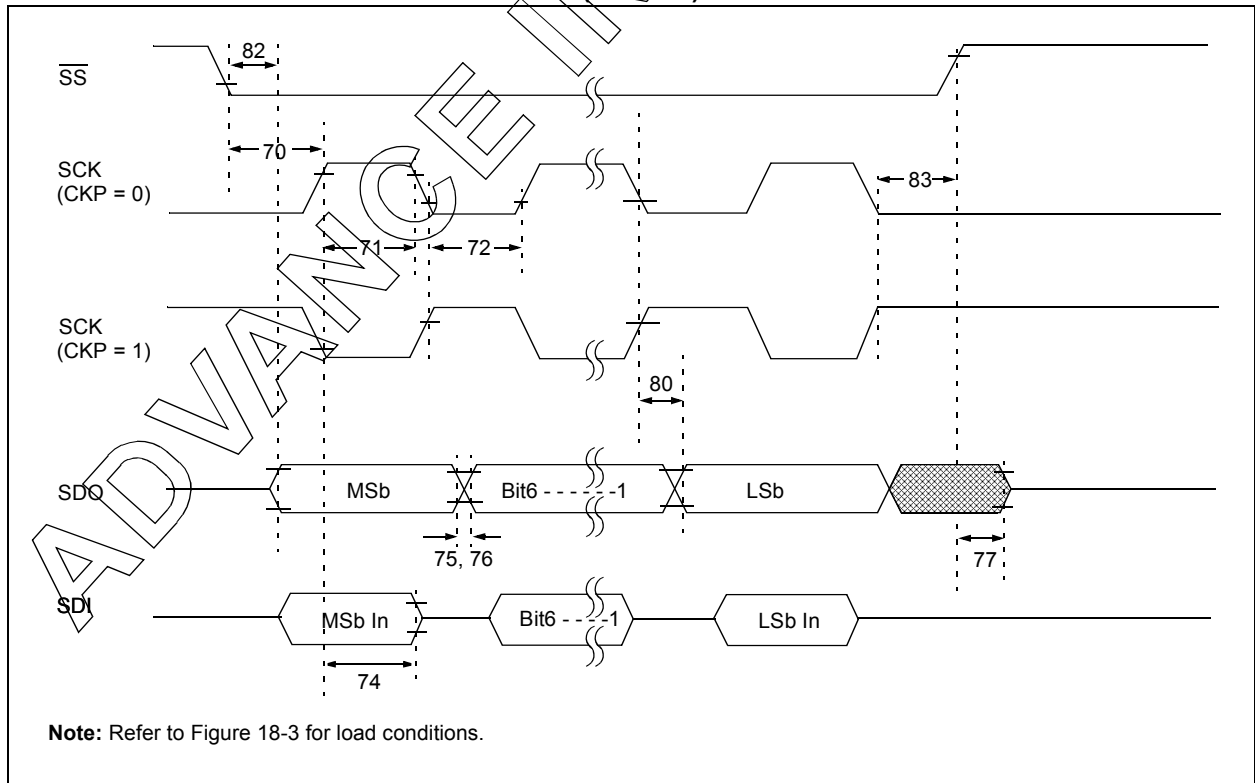 SS
82
70
SCK
(CKP = 0)
71
72
83
SCK
(CKP = 1)
80
SDO
MSb
Bit6 - - - - - -1
LSb
75, 76
77
SDI
MSb In
Bit6 - - - -1
LSb In
74
Note: Refer to Figure 18-3 for load conditions.
ADVANCE